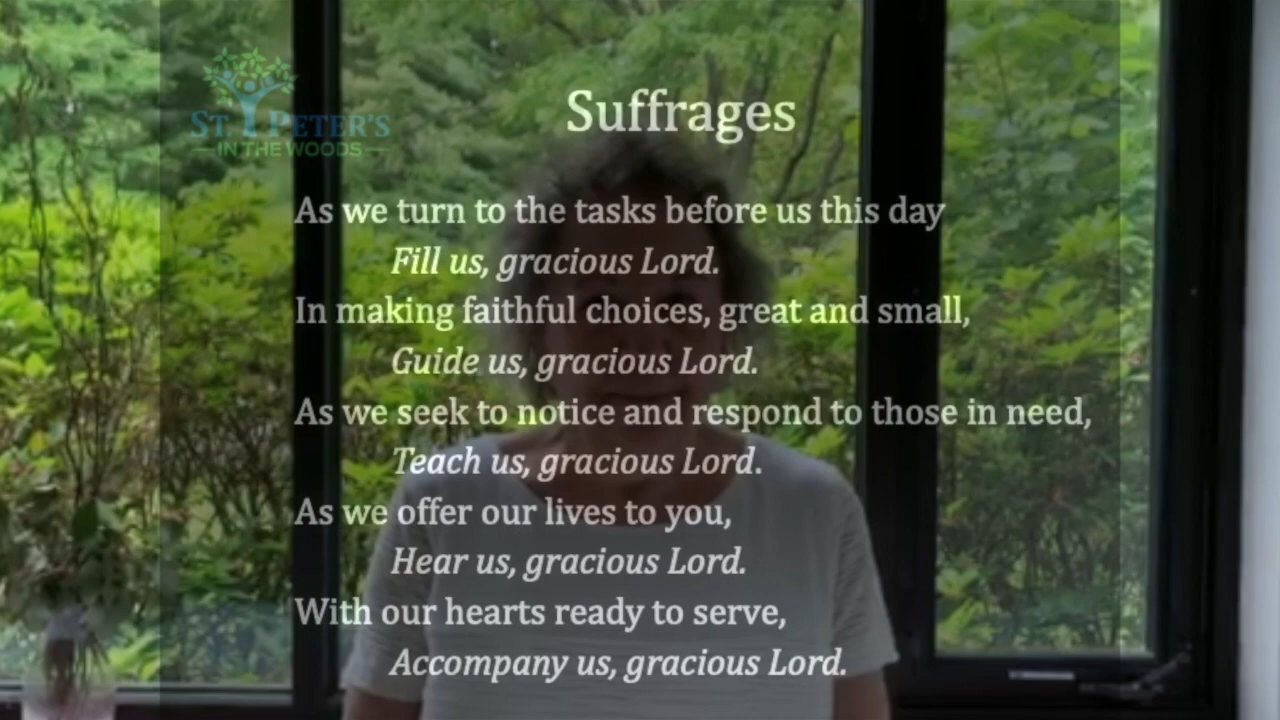 ST. PETER'S
IN THE WOODS
Suffrages
As we turn to the tasks before us this day
Fill us, gracious Lord.
In making faithful choices, great and small,
Guide us, gracious Lord.
As we seek to notice and respond to those in need,
Teach us, gracious Lord.
As we offer our lives to you,
Hear us, gracious Lord.
With our hearts ready to serve,
Accompany us, gracious Lord.